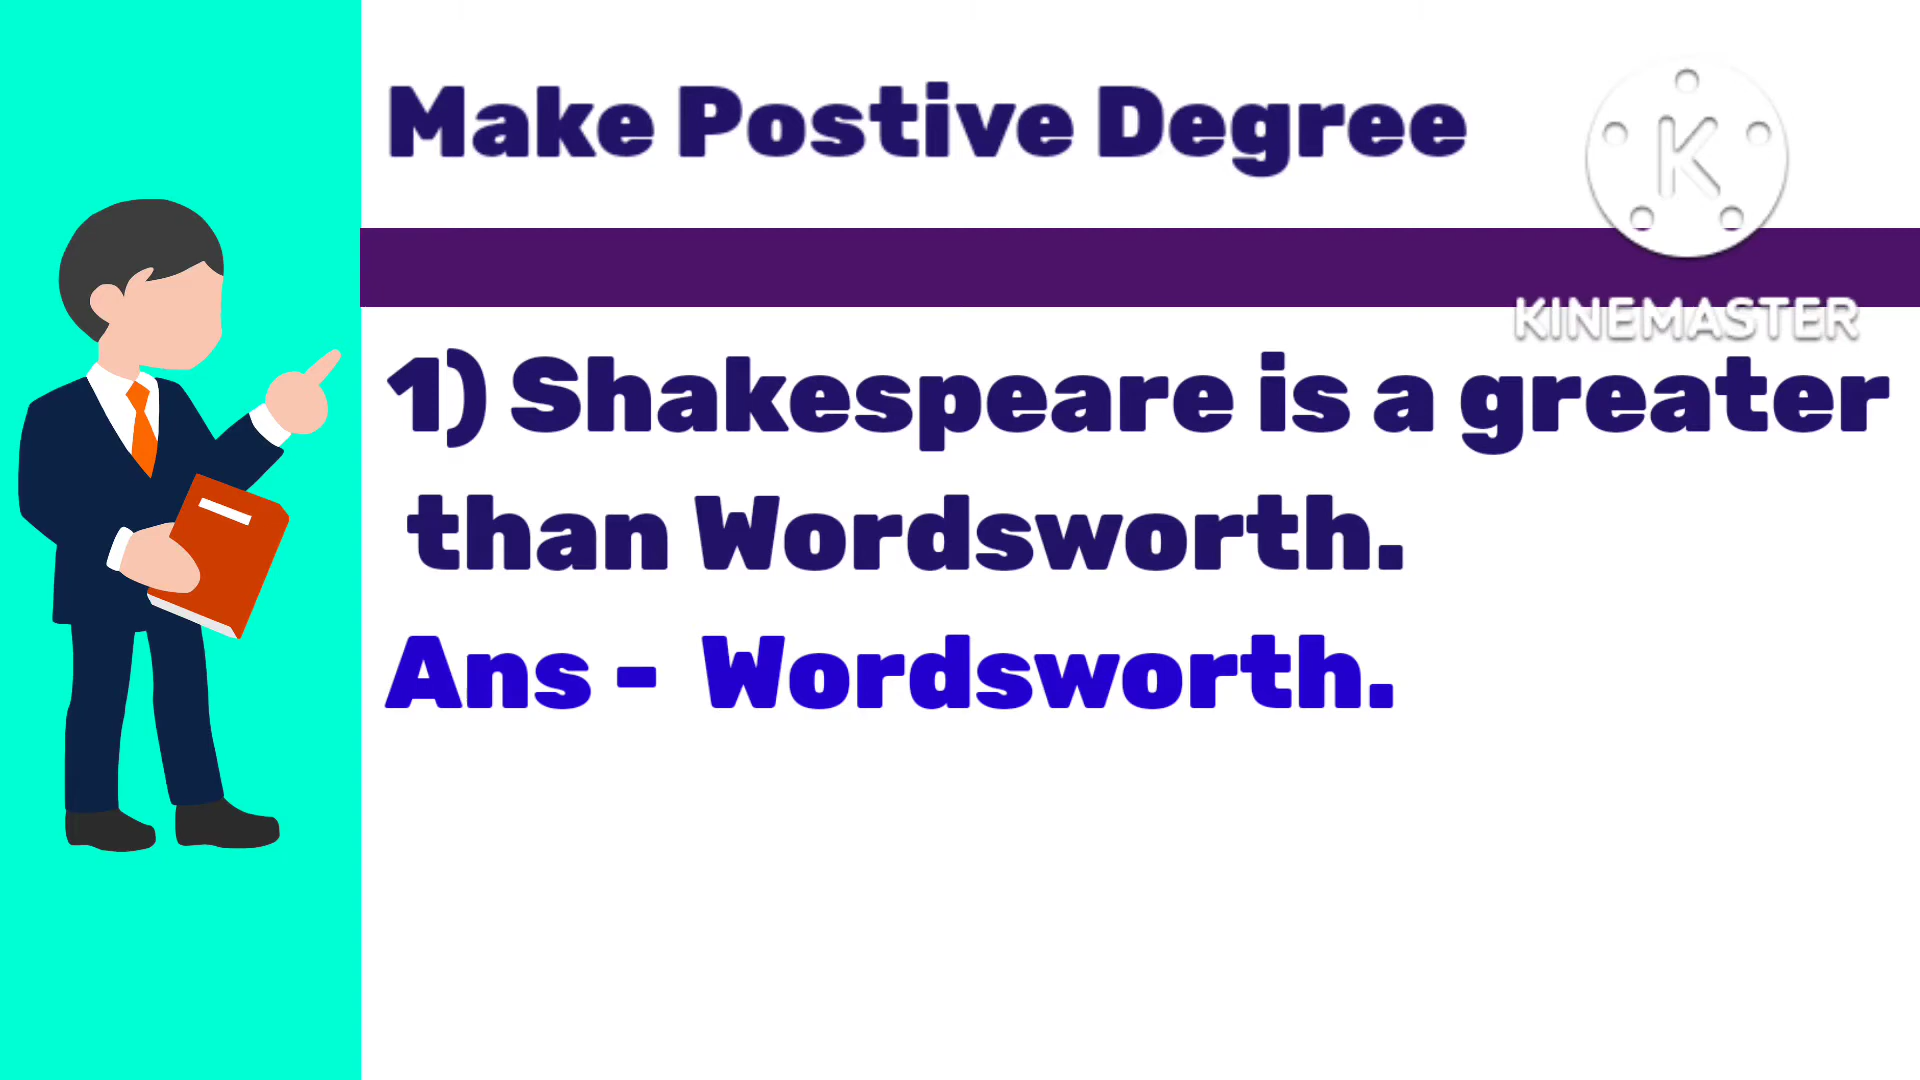 Make Postive Degree
K
KINEMASTER
1) Shakespeare is a greater
than Wordsworth.
Ans - Wordsworth.